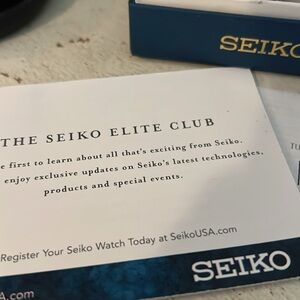 SEIKO
THE SEIKO ELITE CLUB
first to learn about all that's exciting from Seiko.
enjoy exclusive updates on Seiko's latest technologies,
products and special events.
Register Your Seiko Watch Today at SeikoUSA.com
SEIKO
A.com